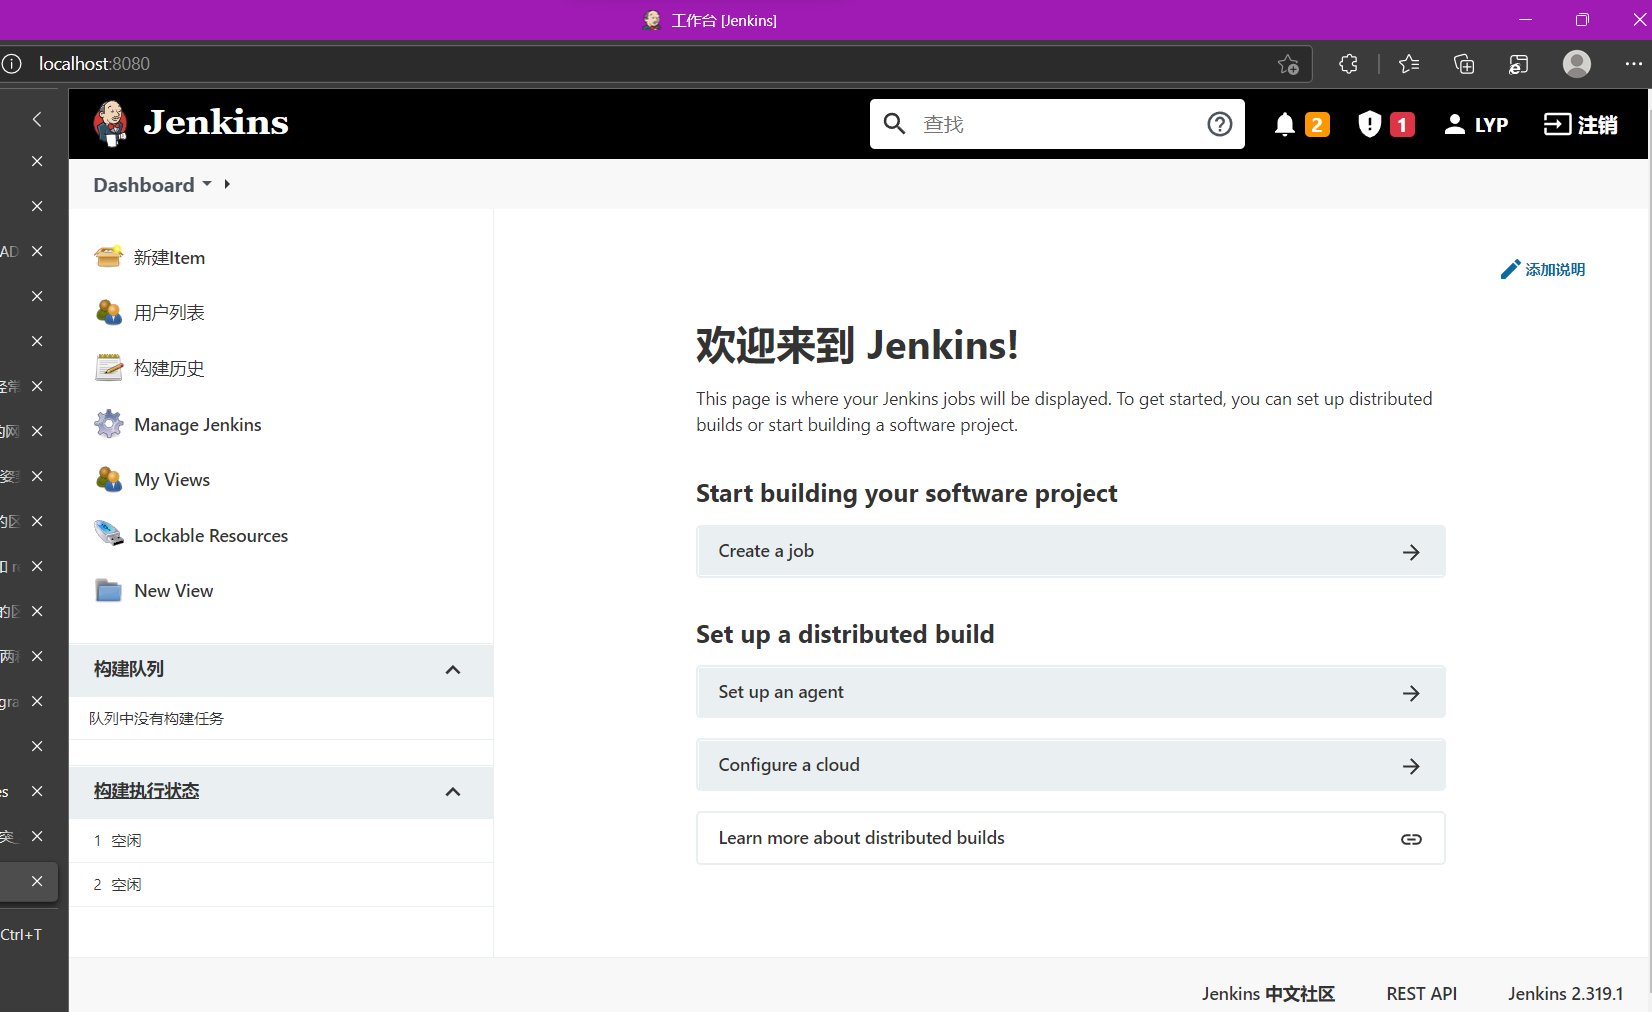 工作台 [Jenkins]
localhost:8080
Jenkins
查找
2
1
LYP
注销
Dashboard
AD
新建Item
用户列表
构建历史
Manage Jenkins
My Views
Lockable Resources
New View
添加说明
欢迎来到 Jenkins!
This page is where your Jenkins jobs will be displayed. To get started, you can set up distributed
builds or start building a software project.
Start building your software project
Create a job
Set up a distributed build
Set up an agent
Configure a cloud
Learn more about distributed builds
构建队列
队列中没有构建任务
构建执行状态
1 空闲
2 空闲
的区
的区
gra
es
Ctrl+T
Jenkins 中文社区
REST API
Jenkins 2.319.1